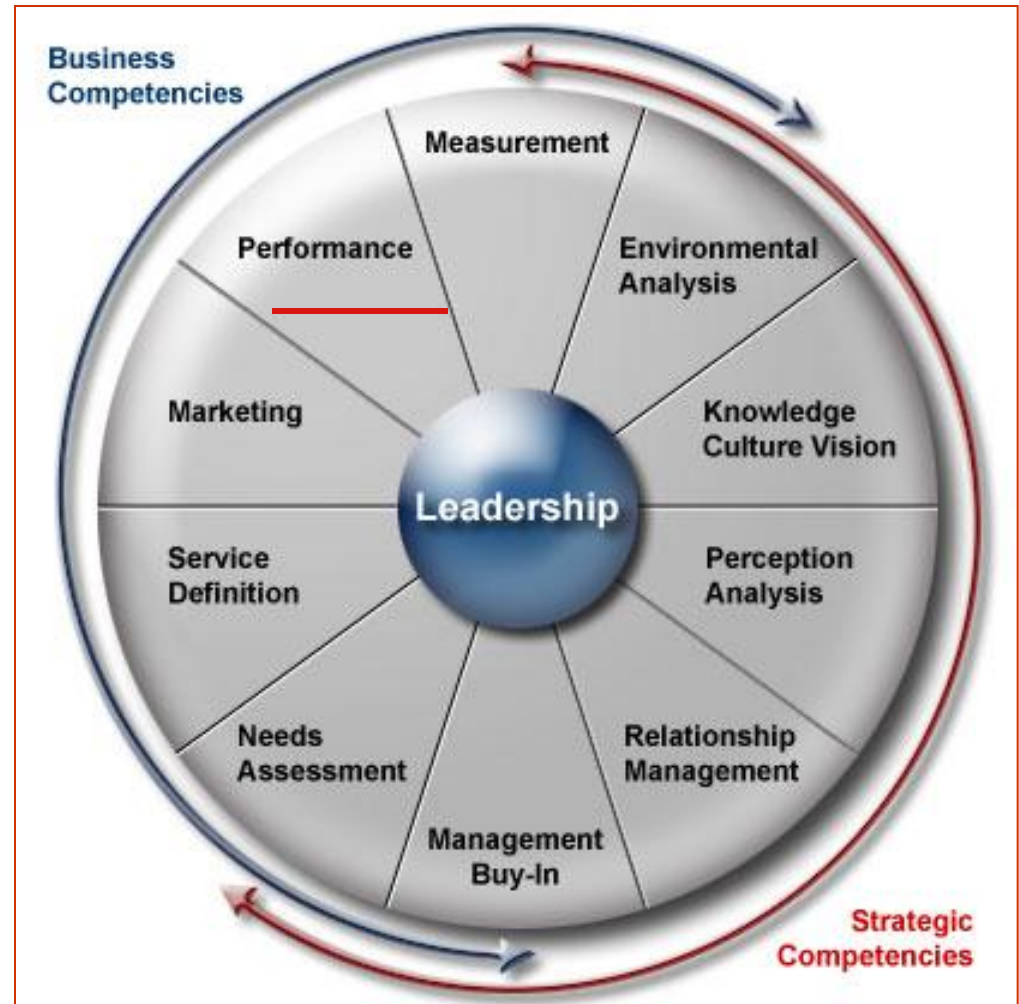 Business
Competencies
Measurement
Performance
Environmental
Analysis
Marketing
Knowledge
Culture Vision
Leadership
Service
Definition
Perception
Analysis
Needs
Assessment
Relationship
Management
Management
Buy-In
Strategic
Competencies